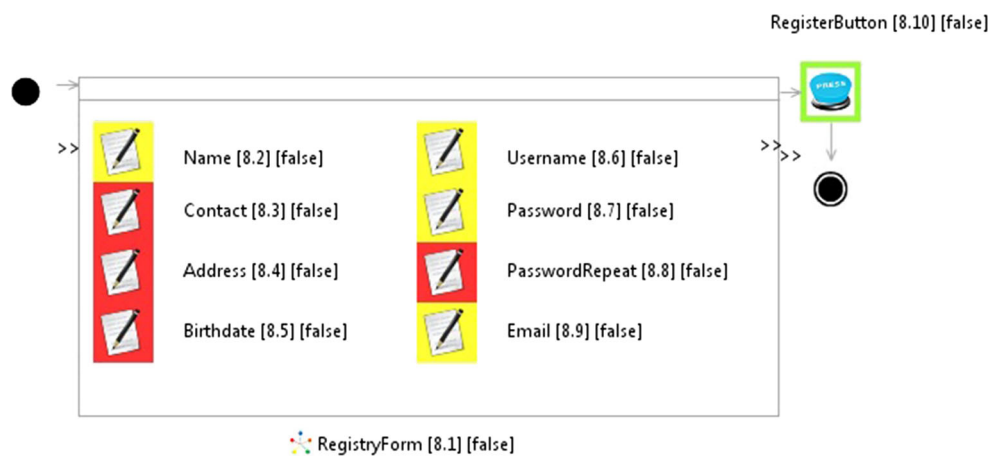 RegisterButton [8.10] [false]
PRESS
>>
Name [8.2] [false]
Contact [8.3] [false]
Address [8.4] [false]
Birthdate [8.5] [false]
Username [8.6] [false]
Password [8.7] [false]
PasswordRepeat [8.8] [false]
Email [8.9] [false]
>>
>>
RegistryForm [8.1] [false]